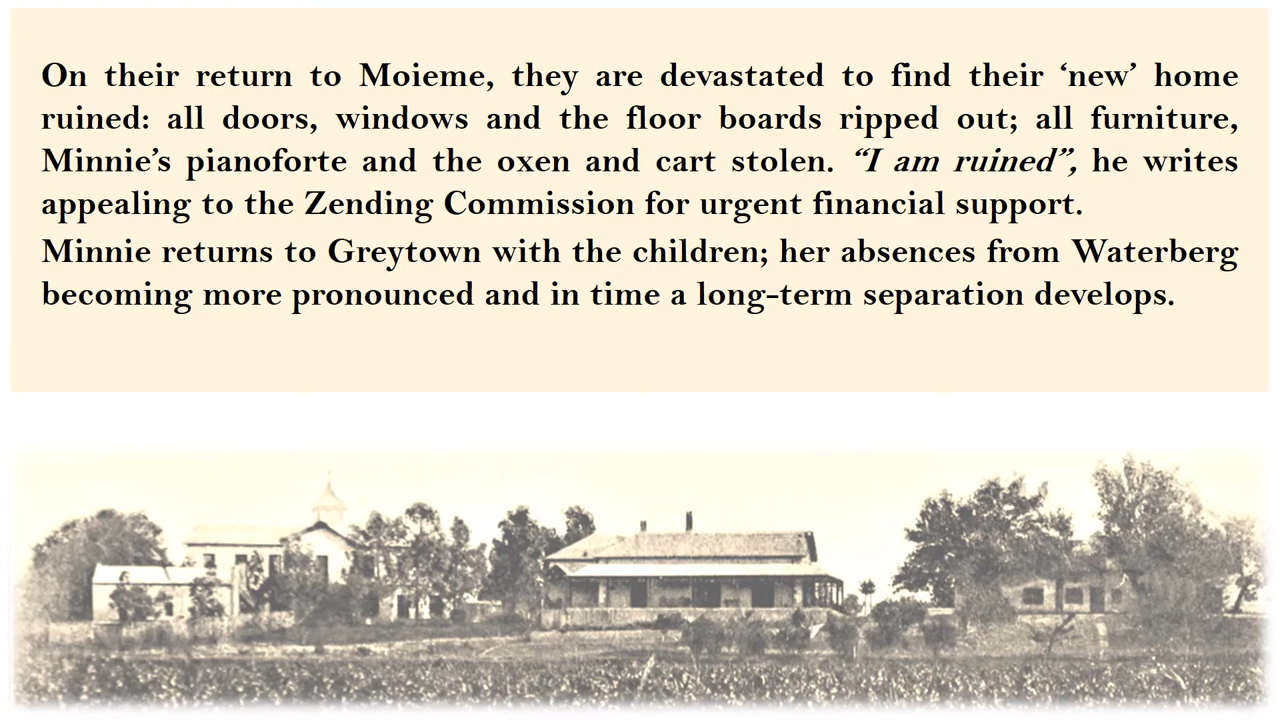 On their return to Moieme, they are devastated to find their ‘new’ home
ruined: all doors, windows and the floor boards ripped out; all furniture,
Minnie’s pianoforte and the oxen and cart stolen. “I am ruined”, he writes
appealing to the Zending Commission for urgent financial support.
Minnie returns to Greytown with the children; her absences from Waterberg
becoming more pronounced and in time a long-term separation develops.